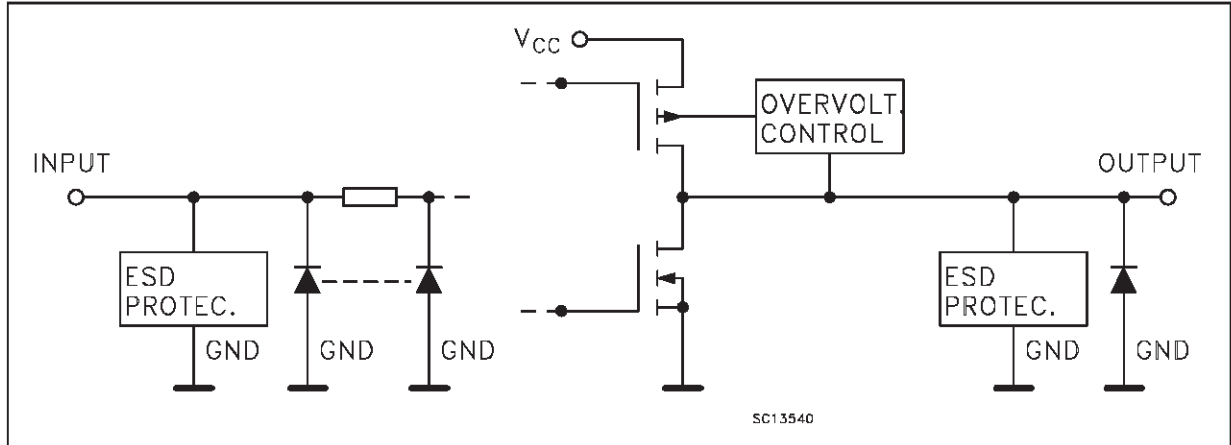 VCC
OVERVOLT.
CONTROL
INPUT
OUTPUT
ESD
PROTEC.
ESD
PROTEC.
GND
GND
GND
GND
GND
SC13540